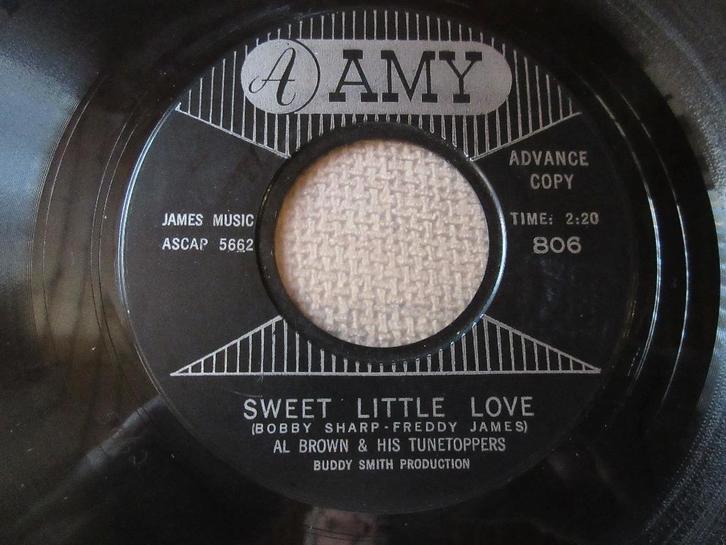 A AMY
ADVANCE
COPY
JAMES MUSIC
ASCAP 5662
TIME: 2:20
806
SWEET LITTLE LOVE
(BOBBY SHARP-FREDDY JAMES)
AL BROWN & HIS TUNETOPPERS
BUDDY SMITH PRODUCTION